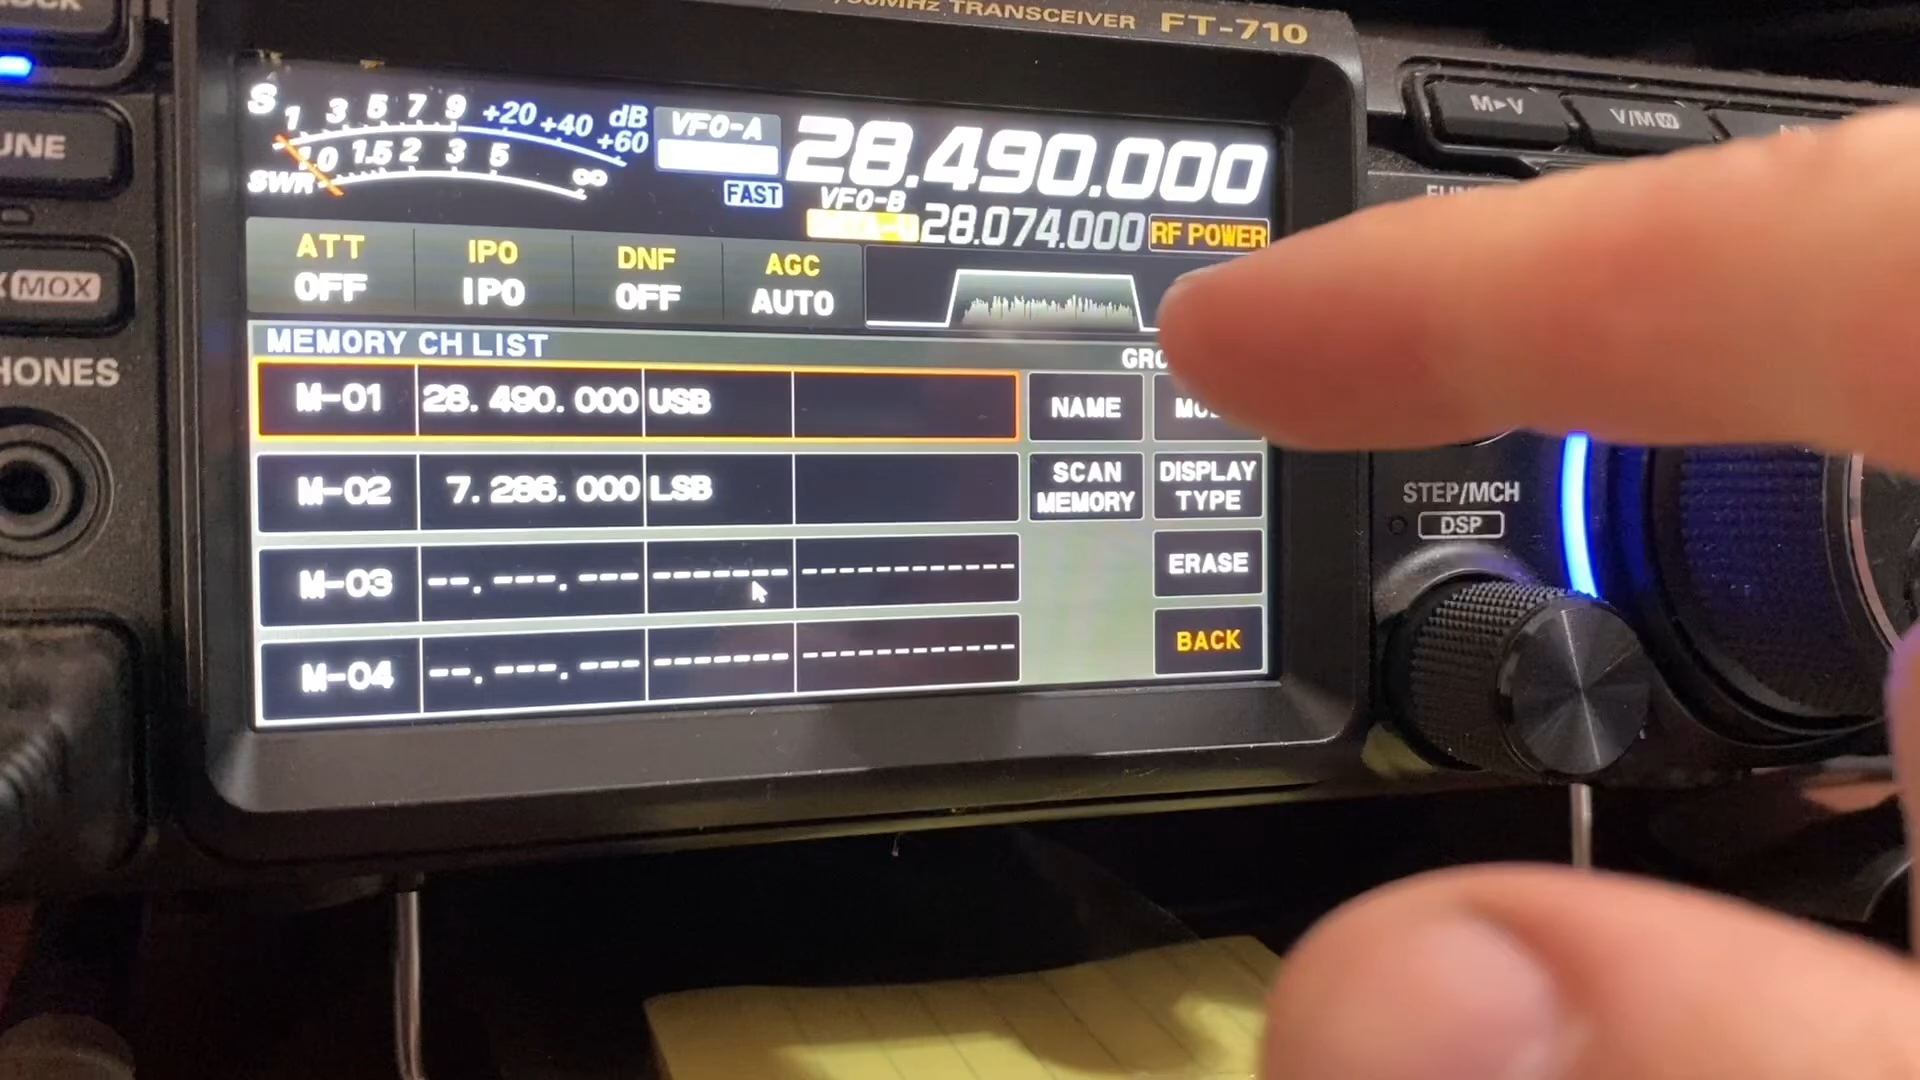 TRANSCEIVER FT-710
S 1 3 5 7 9 +20 +40 +60 dB
SWR 1.0 1.5 2 3 5 ∞
VFO-A 28.490.000
FAST VFO-B 28.074.000 RF POWER
ATT IPO DNF AGC
OFF IPO OFF AUTO
MEMORY CH LIST
M-01 28.490.000 USB
NAME
M-02 7.286.000 LSB
SCAN MEMORY
DISPLAY TYPE
M-03 --.---.--- ------- -----------
ERASE
M-04 --.---.--- ------- -----------
BACK
M►V
V/M
STEP/MCH
DSP
MOX